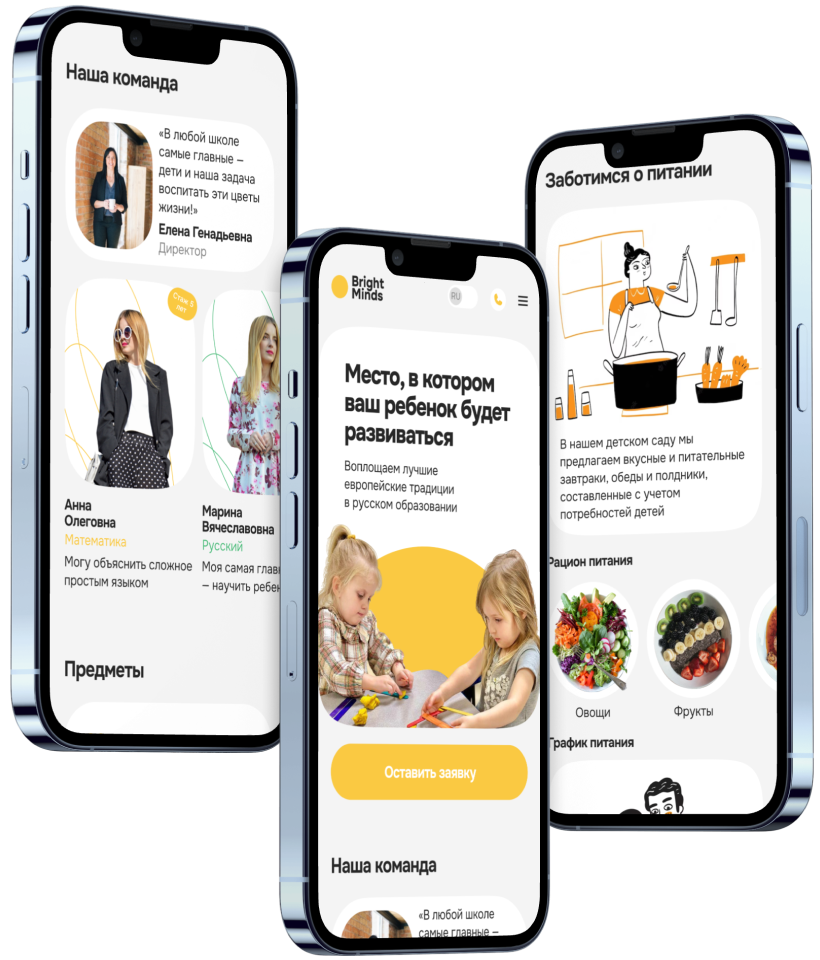 Наша команда
«В любой школе
самые главные –
дети и наша задача
воспитать эти цветы
жизни!»
Елена Генадьевна
Директор
Стаж 5
лет
Анна
Олеговна
Математика
Могу объяснить сложное
простым языком
Марина
Вячеславовна
Русский
Моя самая
– научить
Предметы
Bright
Minds
RU
Место, в котором
ваш ребенок будет
развиваться
Воплощаем лучшие
европейские традиции
в русском образовании
Оставить заявку
Наша команда
«В любой школе
самые главные –
Заботимся о питании
В нашем детском саду мы
предлагаем вкусные и питательные
завтраки, обеды и полдники,
составленные с учетом
потребностей детей
Рацион питания
Овощи
Фрукты
График питания